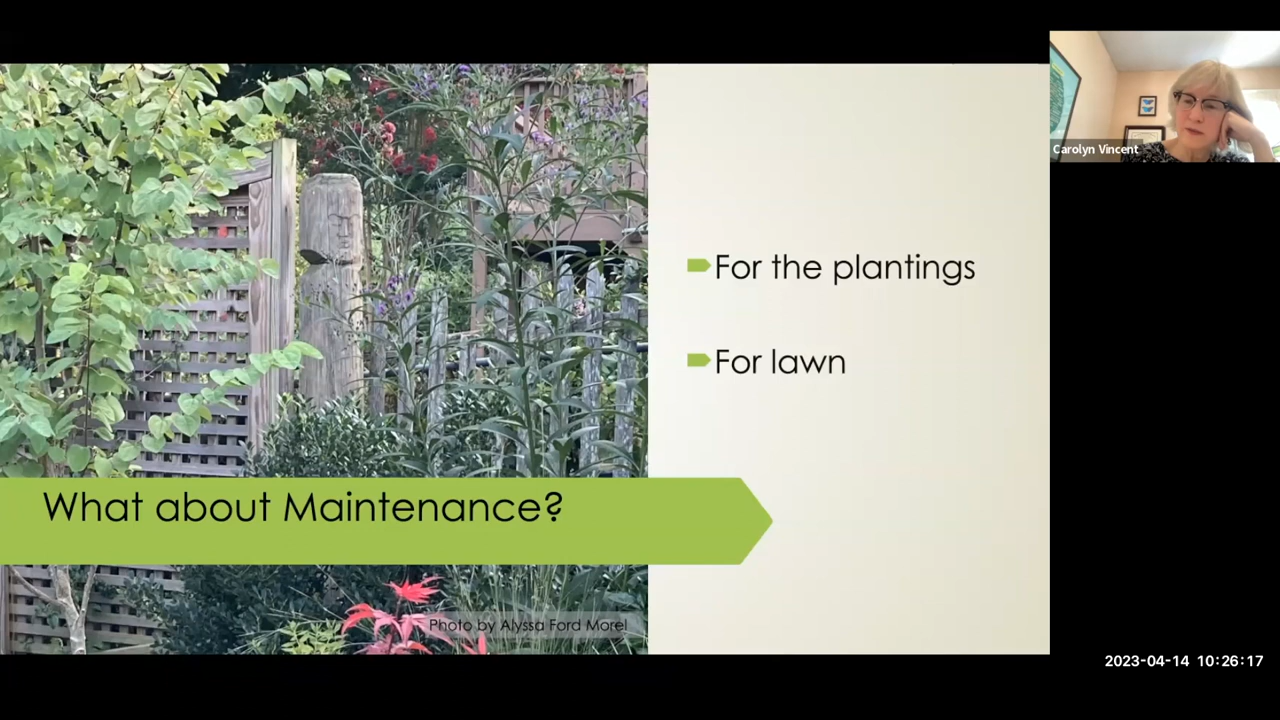 Carolyn Vincent
For the plantings
For lawn
What about Maintenance?
Photo by Alyssa Ford Morel
2023-04-14 10:26:17